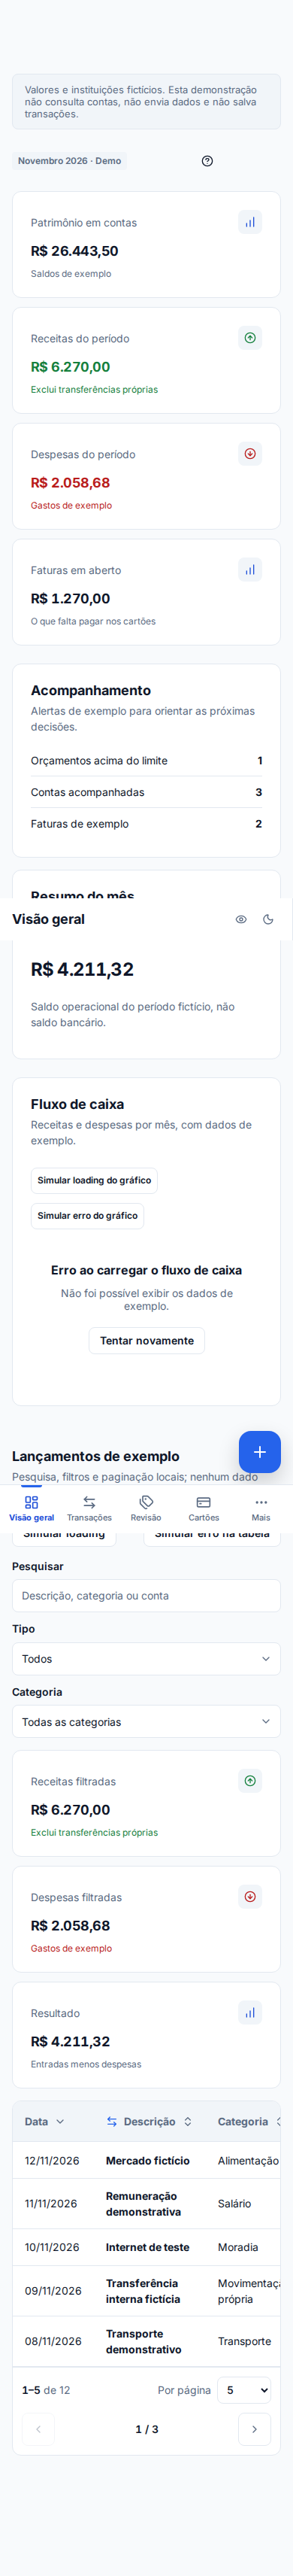 Valores e instituições fictícios. Esta demonstração
não consulta contas, não envia dados e não salva
transações.
Novembro 2026 · Demo
Patrimônio em contas
R$ 26.443,50
Saldos de exemplo
Receitas do período
R$ 6.270,00
Exclui transferências próprias
Despesas do período
R$ 2.058,68
Gastos de exemplo
Faturas em aberto
R$ 1.270,00
O que falta pagar nos cartões
Acompanhamento
Alertas de exemplo para orientar as próximas
decisões.
Orçamentos acima do limite 1
Contas acompanhadas 3
Faturas de exemplo 2
Resumo do mês
Visão geral
R$ 4.211,32
Saldo operacional do período fictício, não
saldo bancário.
Fluxo de caixa
Receitas e despesas por mês, com dados de
exemplo.
Simular loading do gráfico
Simular erro do gráfico
Erro ao carregar o fluxo de caixa
Não foi possível exibir os dados de
exemplo.
Tentar novamente
Lançamentos de exemplo
Pesquisa, filtros e paginação locais; nenhum dado
Visão geral Transações Revisão Cartões Mais
Simular loading Simular erro na tabela
Pesquisar
Descrição, categoria ou conta
Tipo
Todos
Categoria
Todas as categorias
Receitas filtradas
R$ 6.270,00
Exclui transferências próprias
Despesas filtradas
R$ 2.058,68
Gastos de exemplo
Resultado
R$ 4.211,32
Entradas menos despesas
Data Descrição Categoria
12/11/2026 Mercado fictício Alimentação
11/11/2026 Remuneração demonstrativa Salário
10/11/2026 Internet de teste Moradia
09/11/2026 Transferência interna fictícia Movimentaç própria
08/11/2026 Transporte demonstrativo Transporte
1–5 de 12 Por página 5
1 / 3